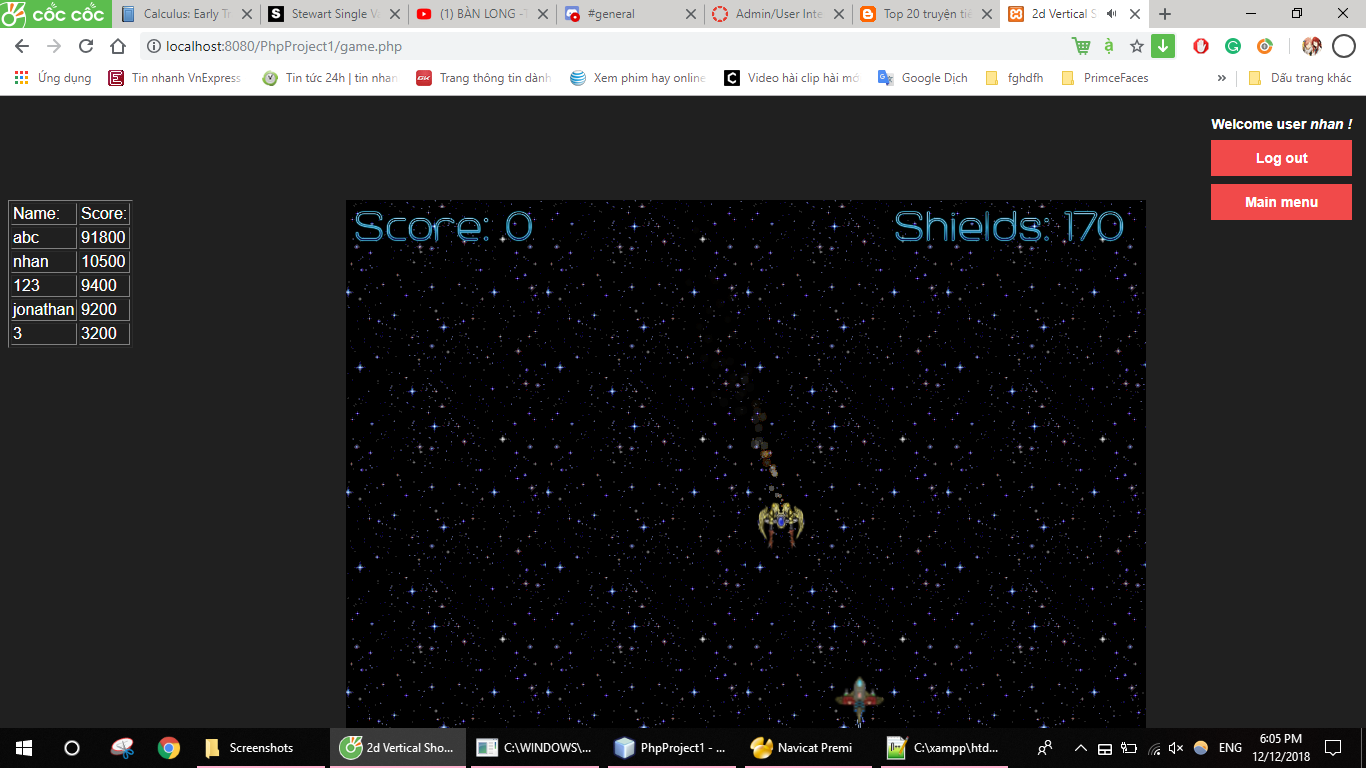 cốc cốc
Calculus: Early Tr
Stewart Single V
(1) BÀN LONG -
#general
Admin/User Inte
Top 20 truyện tiê
2d Vertical S
localhost:8080/PhpProject1/game.php
Ứng dụng
Tin nhanh VnExpress
Tin tức 24h | tin nhan
Trang thông tin dành
Xem phim hay online
Video hài clip hài mớ
Google Dịch
fghdfh
PrimceFaces
»
Dấu trang khác
Welcome user nhan !
Log out
Main menu
Name: Score:
abc 91800
nhan 10500
123 9400
jonathan 9200
3 3200
Score: 0
Shields: 170
Screenshots
2d Vertical Sho...
C:\WINDOWS\...
PhpProject1 - ...
Navicat Premi
C:\xampp\htd...
ENG
6:05 PM
12/12/2018